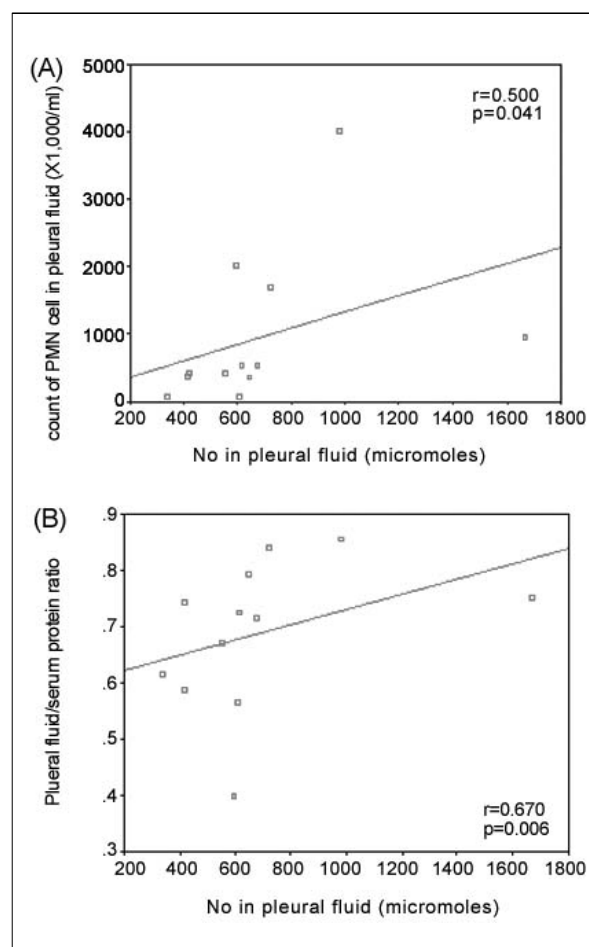 (A)
5000
4000
3000
2000
1000
0
r=0.500
p=0.041
count of PMN cell in pleural fluid (X1,000/ml)
200 400 600 800 1000 1200 1400 1600 1800
No in pleural fluid (micromoles)
(B)
.9
.8
.7
.6
.5
.4
.3
Plueral fluid/serum protein ratio
r=0.670
p=0.006
200 400 600 800 1000 1200 1400 1600 1800
No in pleural fluid (micromoles)